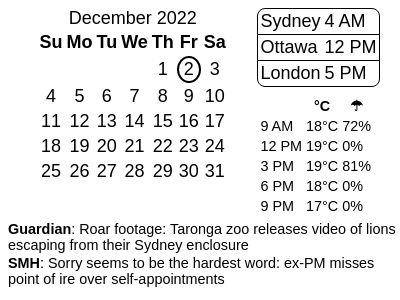 December 2022
Su Mo Tu We Th Fr Sa
1 2 3
4 5 6 7 8 9 10
11 12 13 14 15 16 17
18 19 20 21 22 23 24
25 26 27 28 29 30 31
Sydney 4 AM
Ottawa 12 PM
London 5 PM
°C ☂
9 AM 18°C 72%
12 PM 19°C 0%
3 PM 19°C 81%
6 PM 18°C 0%
9 PM 17°C 0%
Guardian: Roar footage: Taronga zoo releases video of lions
escaping from their Sydney enclosure
SMH: Sorry seems to be the hardest word: ex-PM misses
point of ire over self-appointments